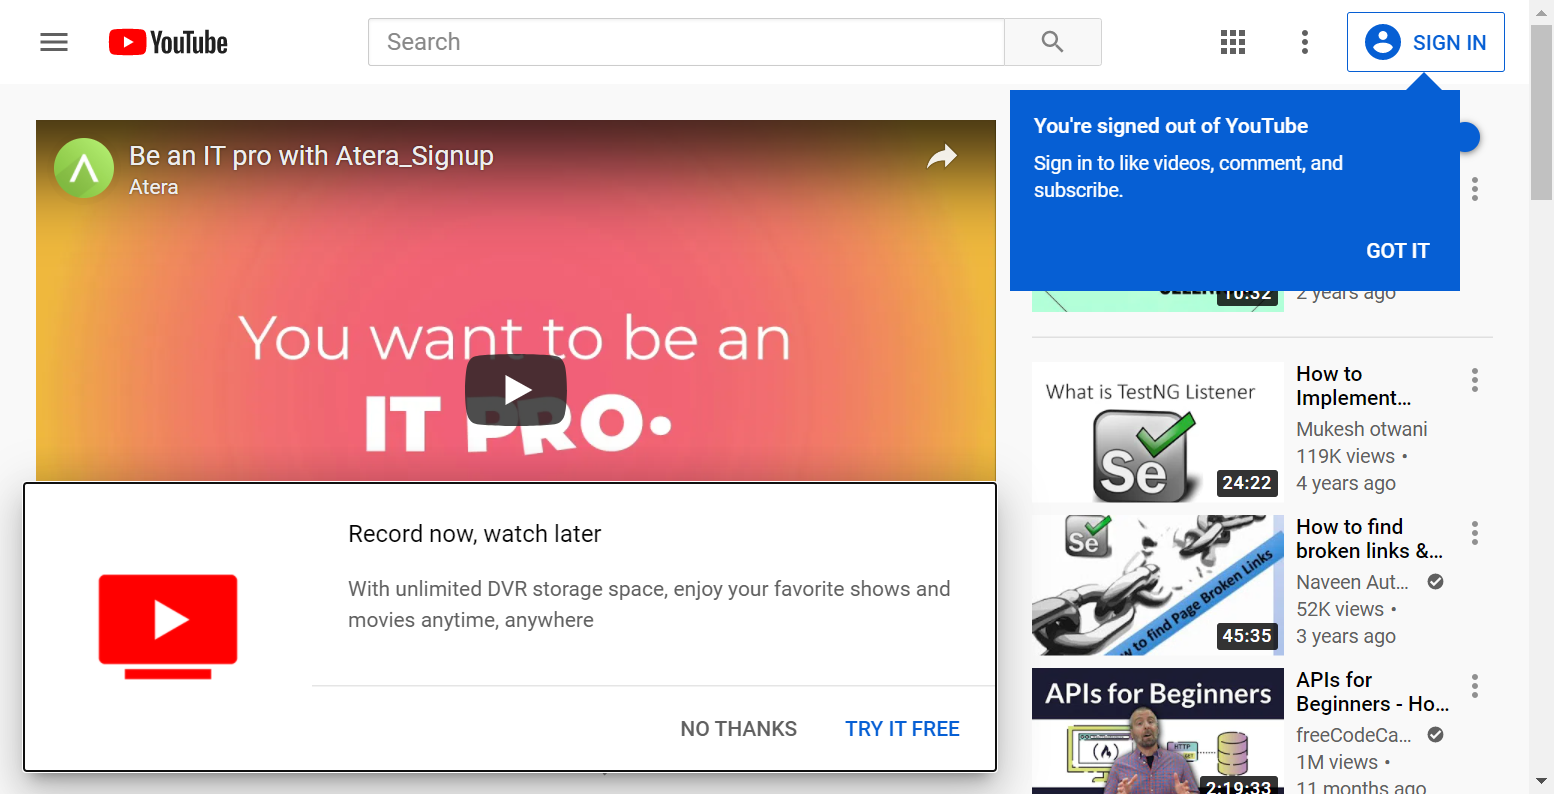 YouTube
Search
SIGN IN
You're signed out of YouTube
Sign in to like videos, comment, and
subscribe.
GOT IT
Be an IT pro with Atera_Signup
Atera
You want to be an
IT PRO.
Record now, watch later
With unlimited DVR storage space, enjoy your favorite shows and
movies anytime, anywhere
NO THANKS
TRY IT FREE
10:32
2 years ago
What is TestNG Listener
Se
24:22
How to
Implement...
Mukesh otwani
119K views •
4 years ago
Se
to find Page Broken Links
45:35
How to find
broken links &...
Naveen Aut...
52K views •
3 years ago
APIs for Beginners
HTTP
2:19:33
APIs for
Beginners - Ho...
freeCodeCa...
1M views •
11 months ago